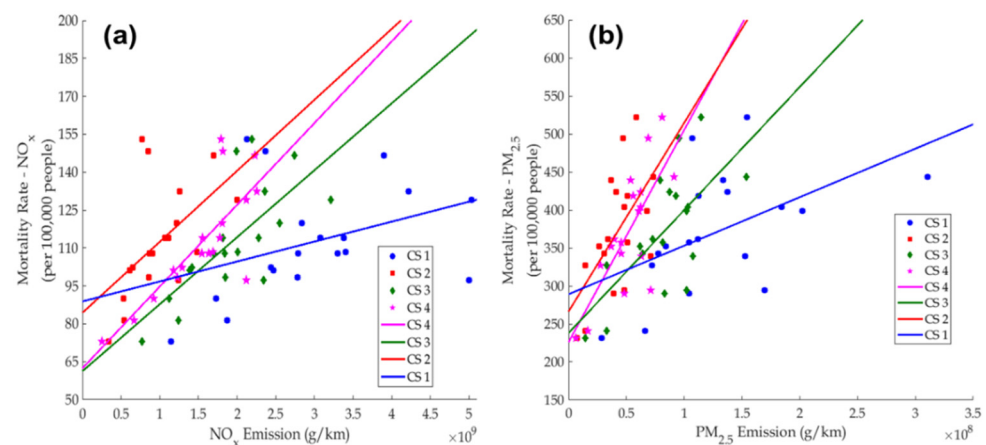 (a)
Mortality Rate - NOx
(per 100,000 people)
200
185
170
155
140
125
110
95
80
65
50
0
0.5
1
1.5
2
2.5
3
3.5
4
4.5
5
NOx Emission (g/km)
×10⁹
CS 1
CS 2
CS 3
CS 4
CS 4
CS 3
CS 2
CS 1
(b)
Mortality Rate - PM2.5
(per 100,000 people)
650
600
550
500
450
400
350
300
250
200
150
0
0.5
1
1.5
2
2.5
3
3.5
PM2.5 Emission (g/km)
×10⁸
CS 1
CS 2
CS 3
CS 4
CS 4
CS 3
CS 2
CS 1